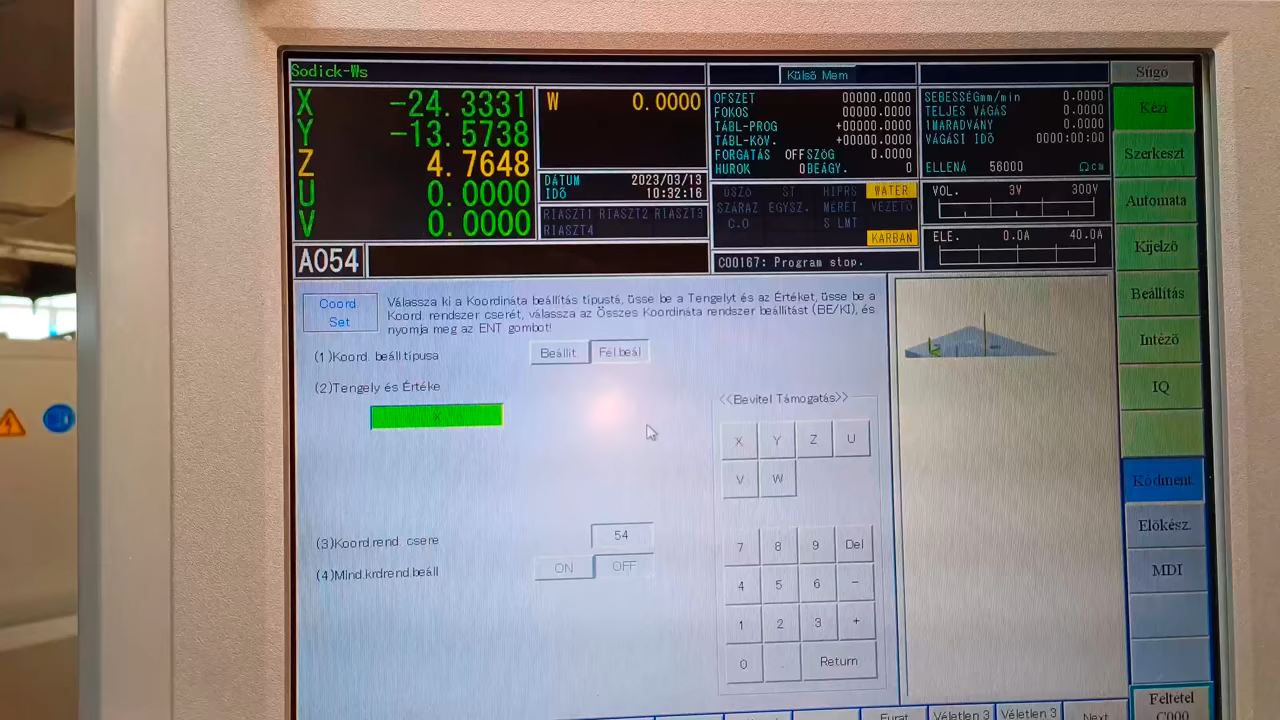 Sodick-Ws
Külső Mem
Súgó
X -24.3331
Y -13.5738
Z 4.7648
U 0.0000
V 0.0000
W 0.0000
DÁTUM 2023/03/13
IDŐ 10:32:16
RIASZT1 RIASZT2 RIASZT3
RIASZT4
OFSZET 00000.0000
FOKOS 00000.0000
TÁBL-PROG +00000.0000
TÁBL-KÖV. +00000.0000
FORGATÁS OFF SZÖG 0.0000
HUROK 0 BEÁGY. 0
ÚSZÓ ST HIPRS WATER
SZÁRAZ EGYSZ. MÉRET VEZETŐ
C.O S LMT
KARBAN
C00167: Program stop.
SEBESSÉGmm/min 0.0000
TELJES VÁGÁS 0.0000
1MARADVÁNY 0.0000
VÁGÁSI IDŐ 0000:00:00
ELLENÁ 56000 Ωcm
VOL. 3V 300V
ELE. 0.0A 40.0A
A054
Coord
Set
Válassza ki a Koordináta beállítás típustá, üsse be a Tengelyt és az Értéket, üsse be a
Koord. rendszer cserét, válassza az Összes Koordináta rendszer beállítást (BE/KI), és
nyomja meg az ENT gombot!
(1)Koord. beáll.típusa Beállít Fél beál
(2)Tengely és Értéke
X
<<Bevitel Támogatás>>
X Y Z U
V W
(3)Koord.rend. csere 54
(4)Mind.krdrend.beáll ON OFF
7 8 9 Del
4 5 6 -
1 2 3 +
0 . Return
Kézi
Szerkeszt
Automata
Kijelző
Beállítás
Intéző
IQ
Kódment.
Előkész.
MDI
Feltétel
C000
Furat
Véletlen 3
Véletlen 3
Next